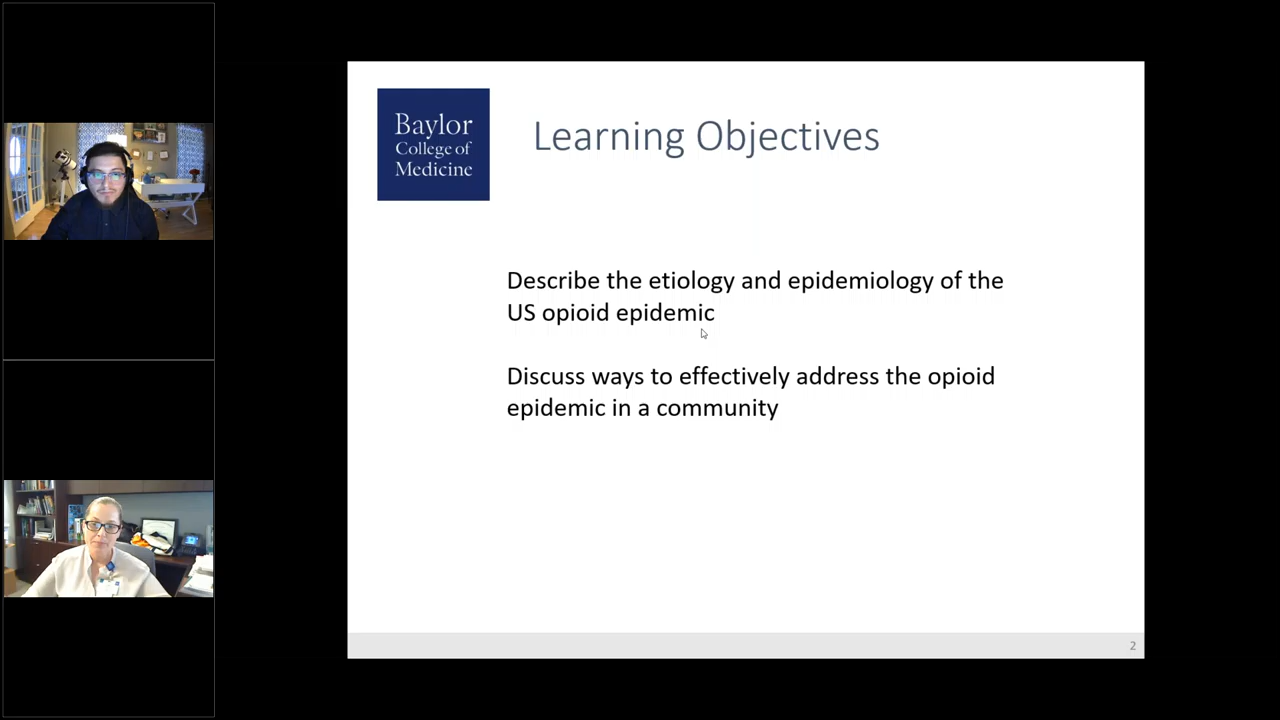 Baylor
College of
Medicine
Learning Objectives
Describe the etiology and epidemiology of the
US opioid epidemic
Discuss ways to effectively address the opioid
epidemic in a community
2